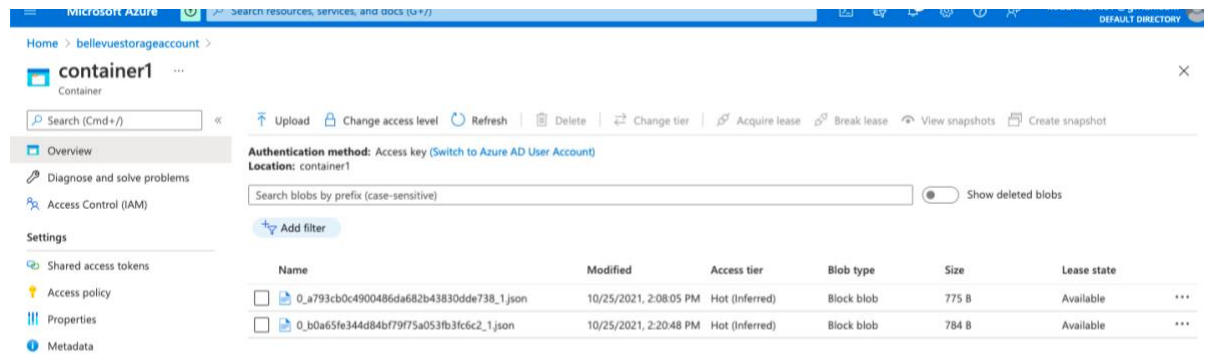 Microsoft Azure
Search resources, services, and docs (G+/)
DEFAULT DIRECTORY
Home > bellevuestorageaccount >
container1 ...
Container
Search (Cmd+/)
«
Upload Change access level Refresh Delete Change tier Acquire lease Break lease View snapshots Create snapshot
Overview
Diagnose and solve problems
Access Control (IAM)
Settings
Shared access tokens
Access policy
Properties
Metadata
Authentication method: Access key (Switch to Azure AD User Account)
Location: container1
Search blobs by prefix (case-sensitive)
Show deleted blobs
Add filter
Name Modified Access tier Blob type Size Lease state
0_a793cb0c4900486da682b43830dde738_1.json 10/25/2021, 2:08:05 PM Hot (Inferred) Block blob 775 B Available ...
0_b0a65fe344d84bf79f75a053fb3fc6c2_1.json 10/25/2021, 2:20:48 PM Hot (Inferred) Block blob 784 B Available ...